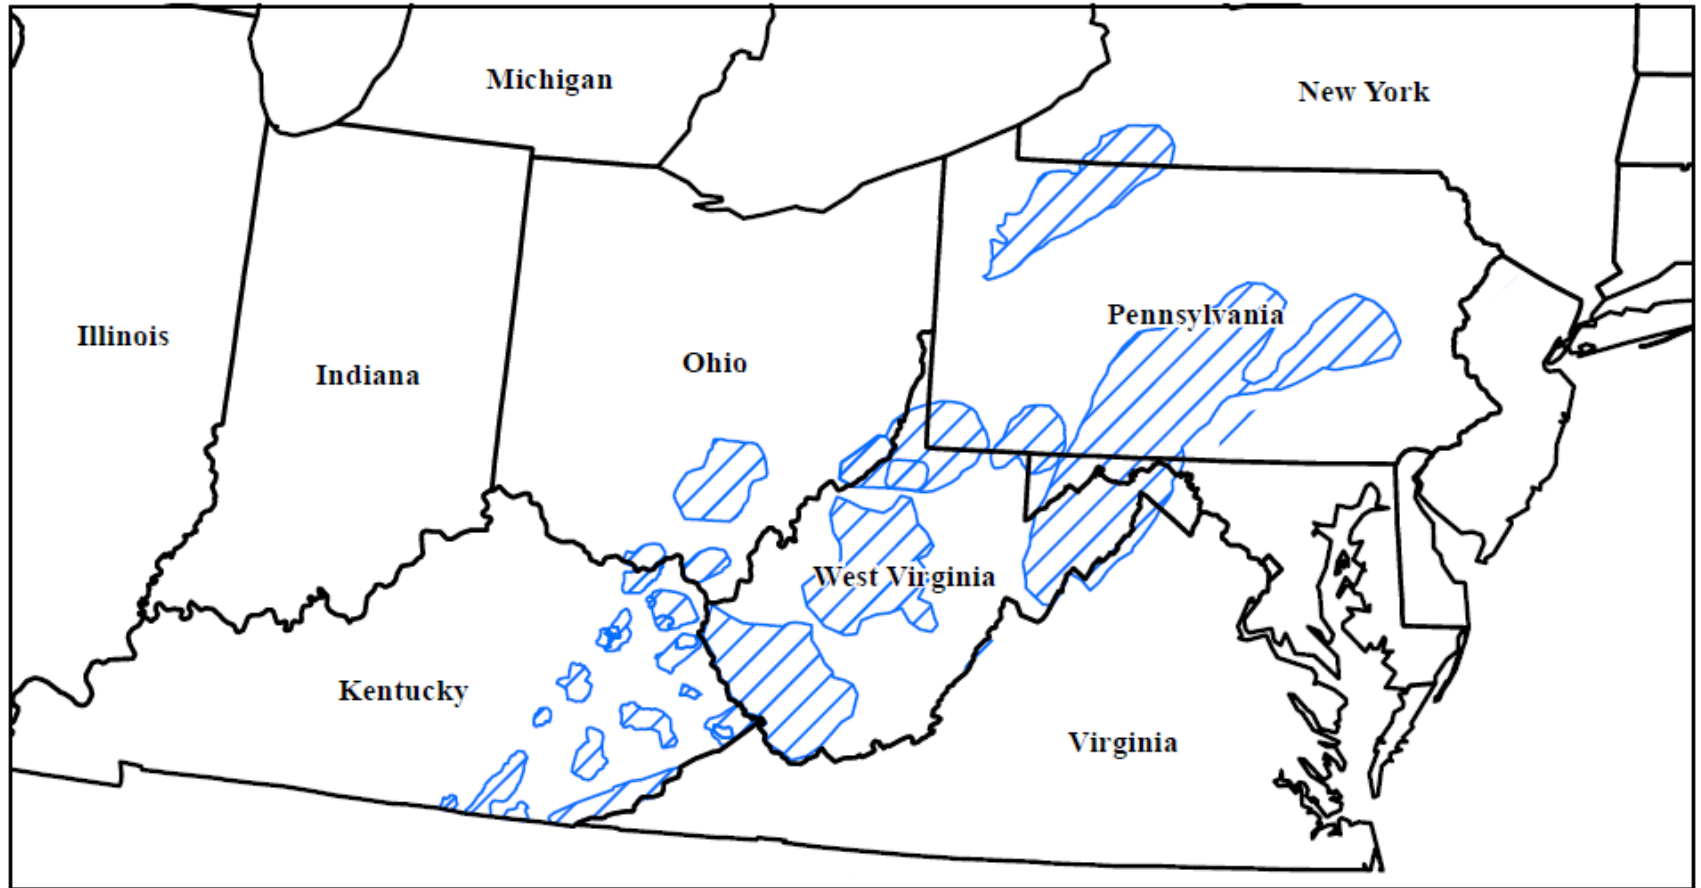 Michigan
New York
Illinois
Indiana
Ohio
Pennsylvania
West Virginia
Kentucky
Virginia